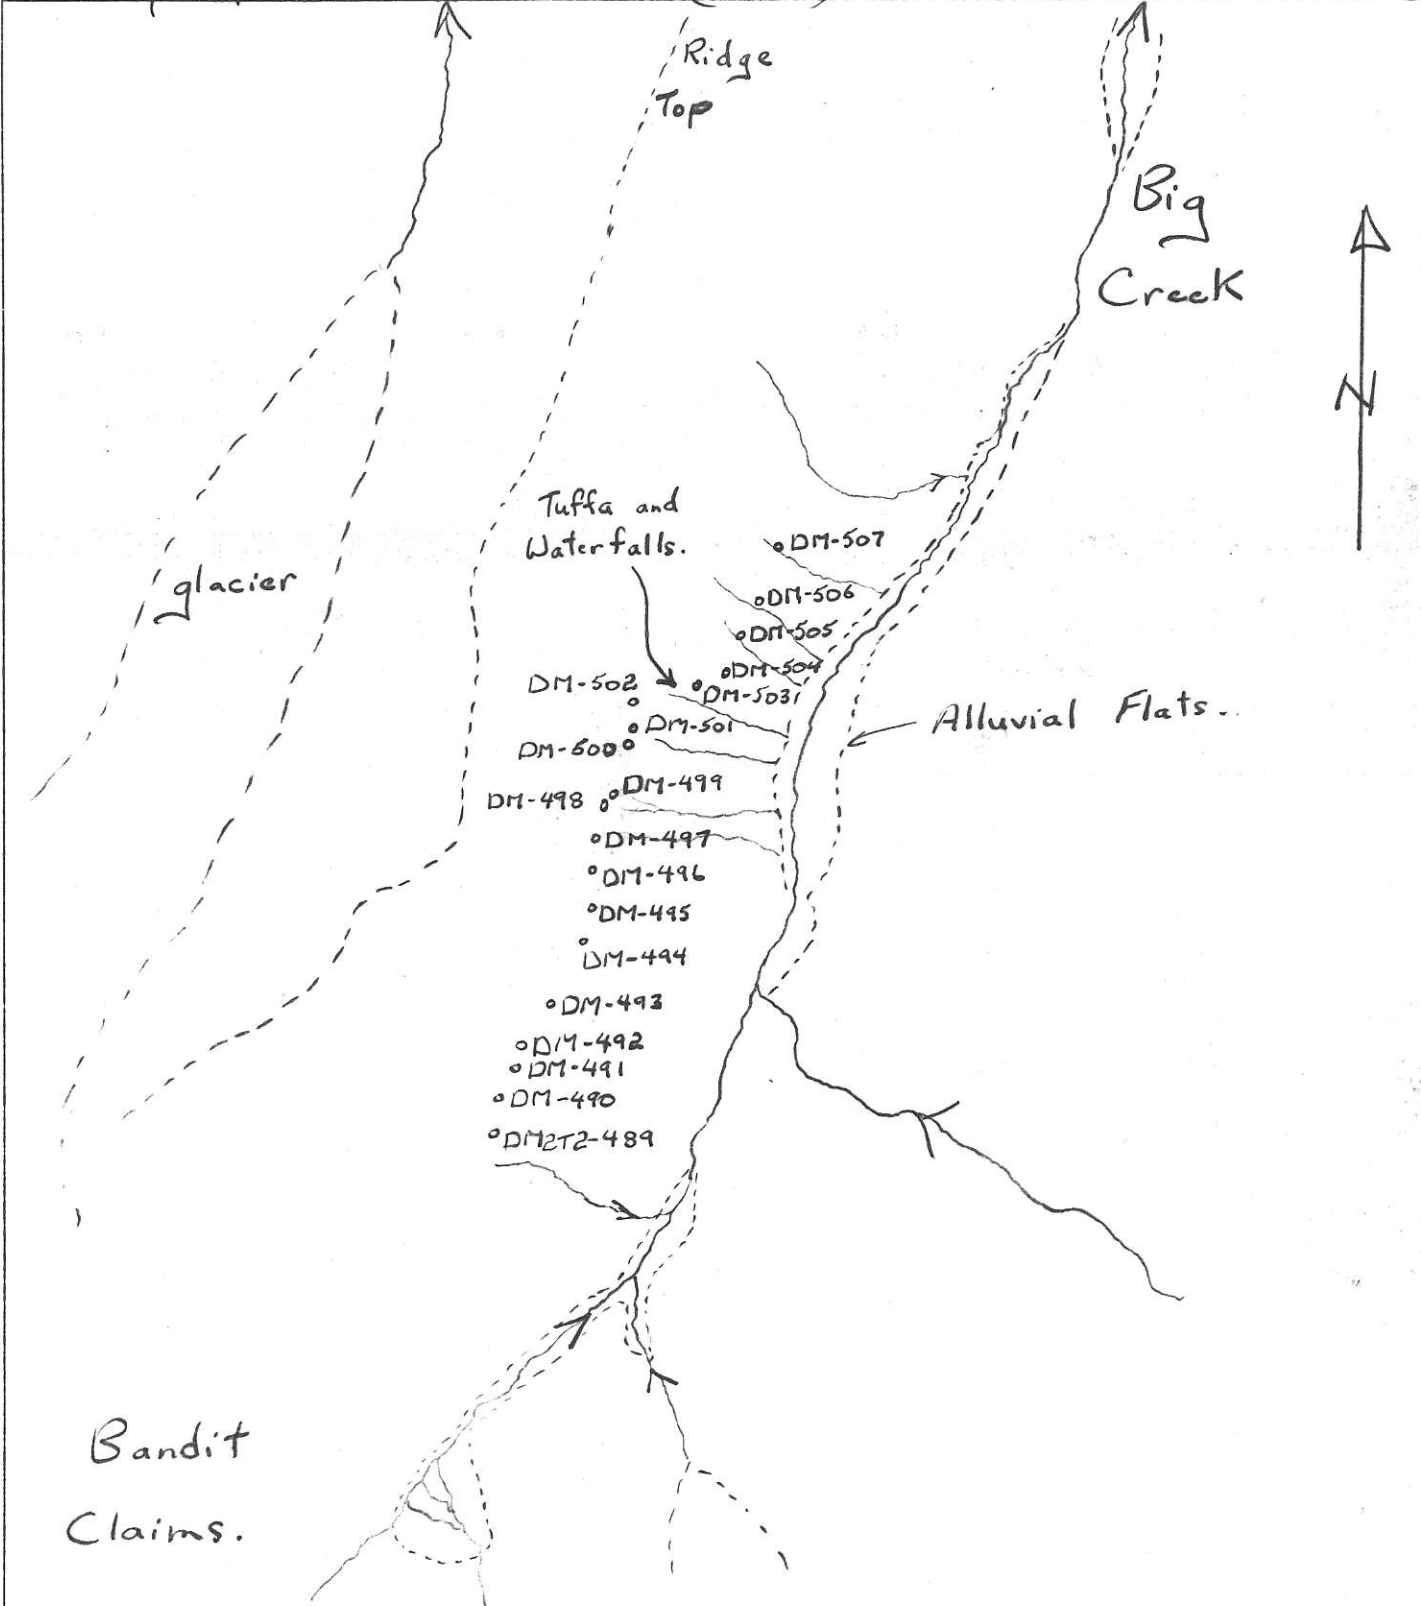 Ridge
Top
Big
Creek
N
Tuffa and
Waterfalls.
glacier
DM-507
DM-506
DM-505
DM-504
DM-502
DM-503
DM-501
DM-500
Alluvial Flats.
DM-499
DM-498
DM-497
DM-496
DM-495
DM-494
DM-493
DM-492
DM-491
DM-490
DM2T2-489
Bandit
Claims.